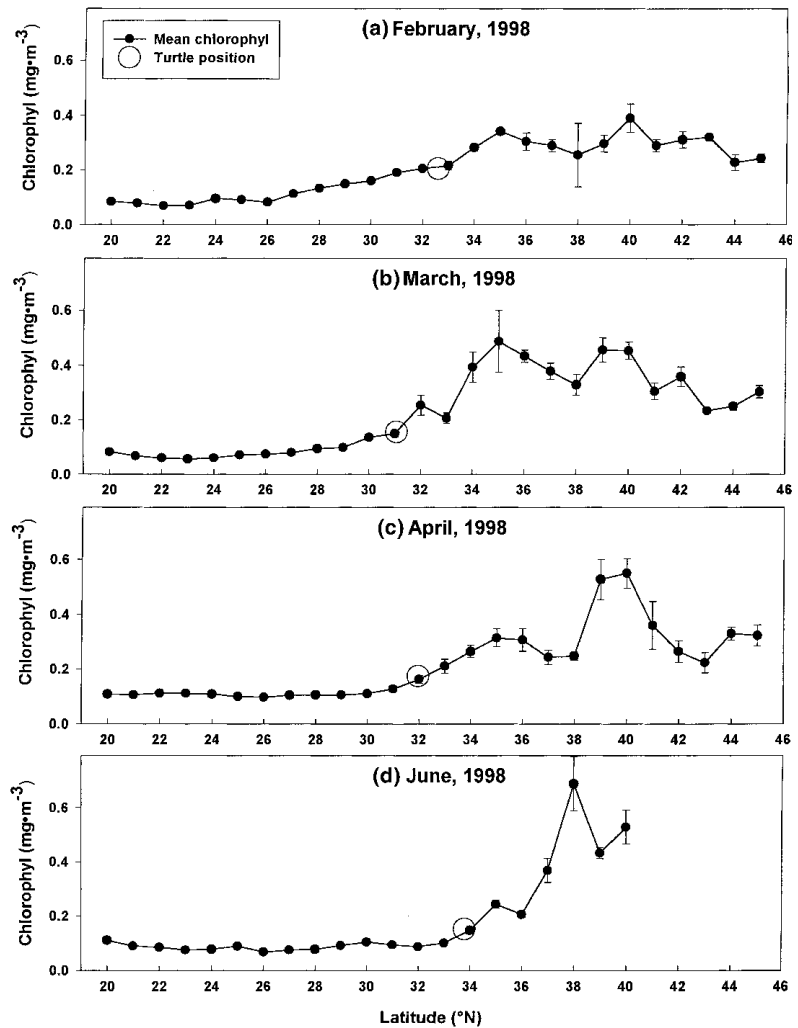 (a) February, 1998
Mean chlorophyl
Turtle position
Chlorophyl (mg•m-3)
0.6
0.4
0.2
0.0
20 22 24 26 28 30 32 34 36 38 40 42 44 46
(b) March, 1998
Chlorophyl (mg•m-3)
0.6
0.4
0.2
0.0
20 22 24 26 28 30 32 34 36 38 40 42 44 46
(c) April, 1998
Chlorophyl (mg•m-3)
0.6
0.4
0.2
0.0
20 22 24 26 28 30 32 34 36 38 40 42 44 46
(d) June, 1998
Chlorophyl (mg•m-3)
0.6
0.4
0.2
0.0
20 22 24 26 28 30 32 34 36 38 40 42 44 46
Latitude (°N)